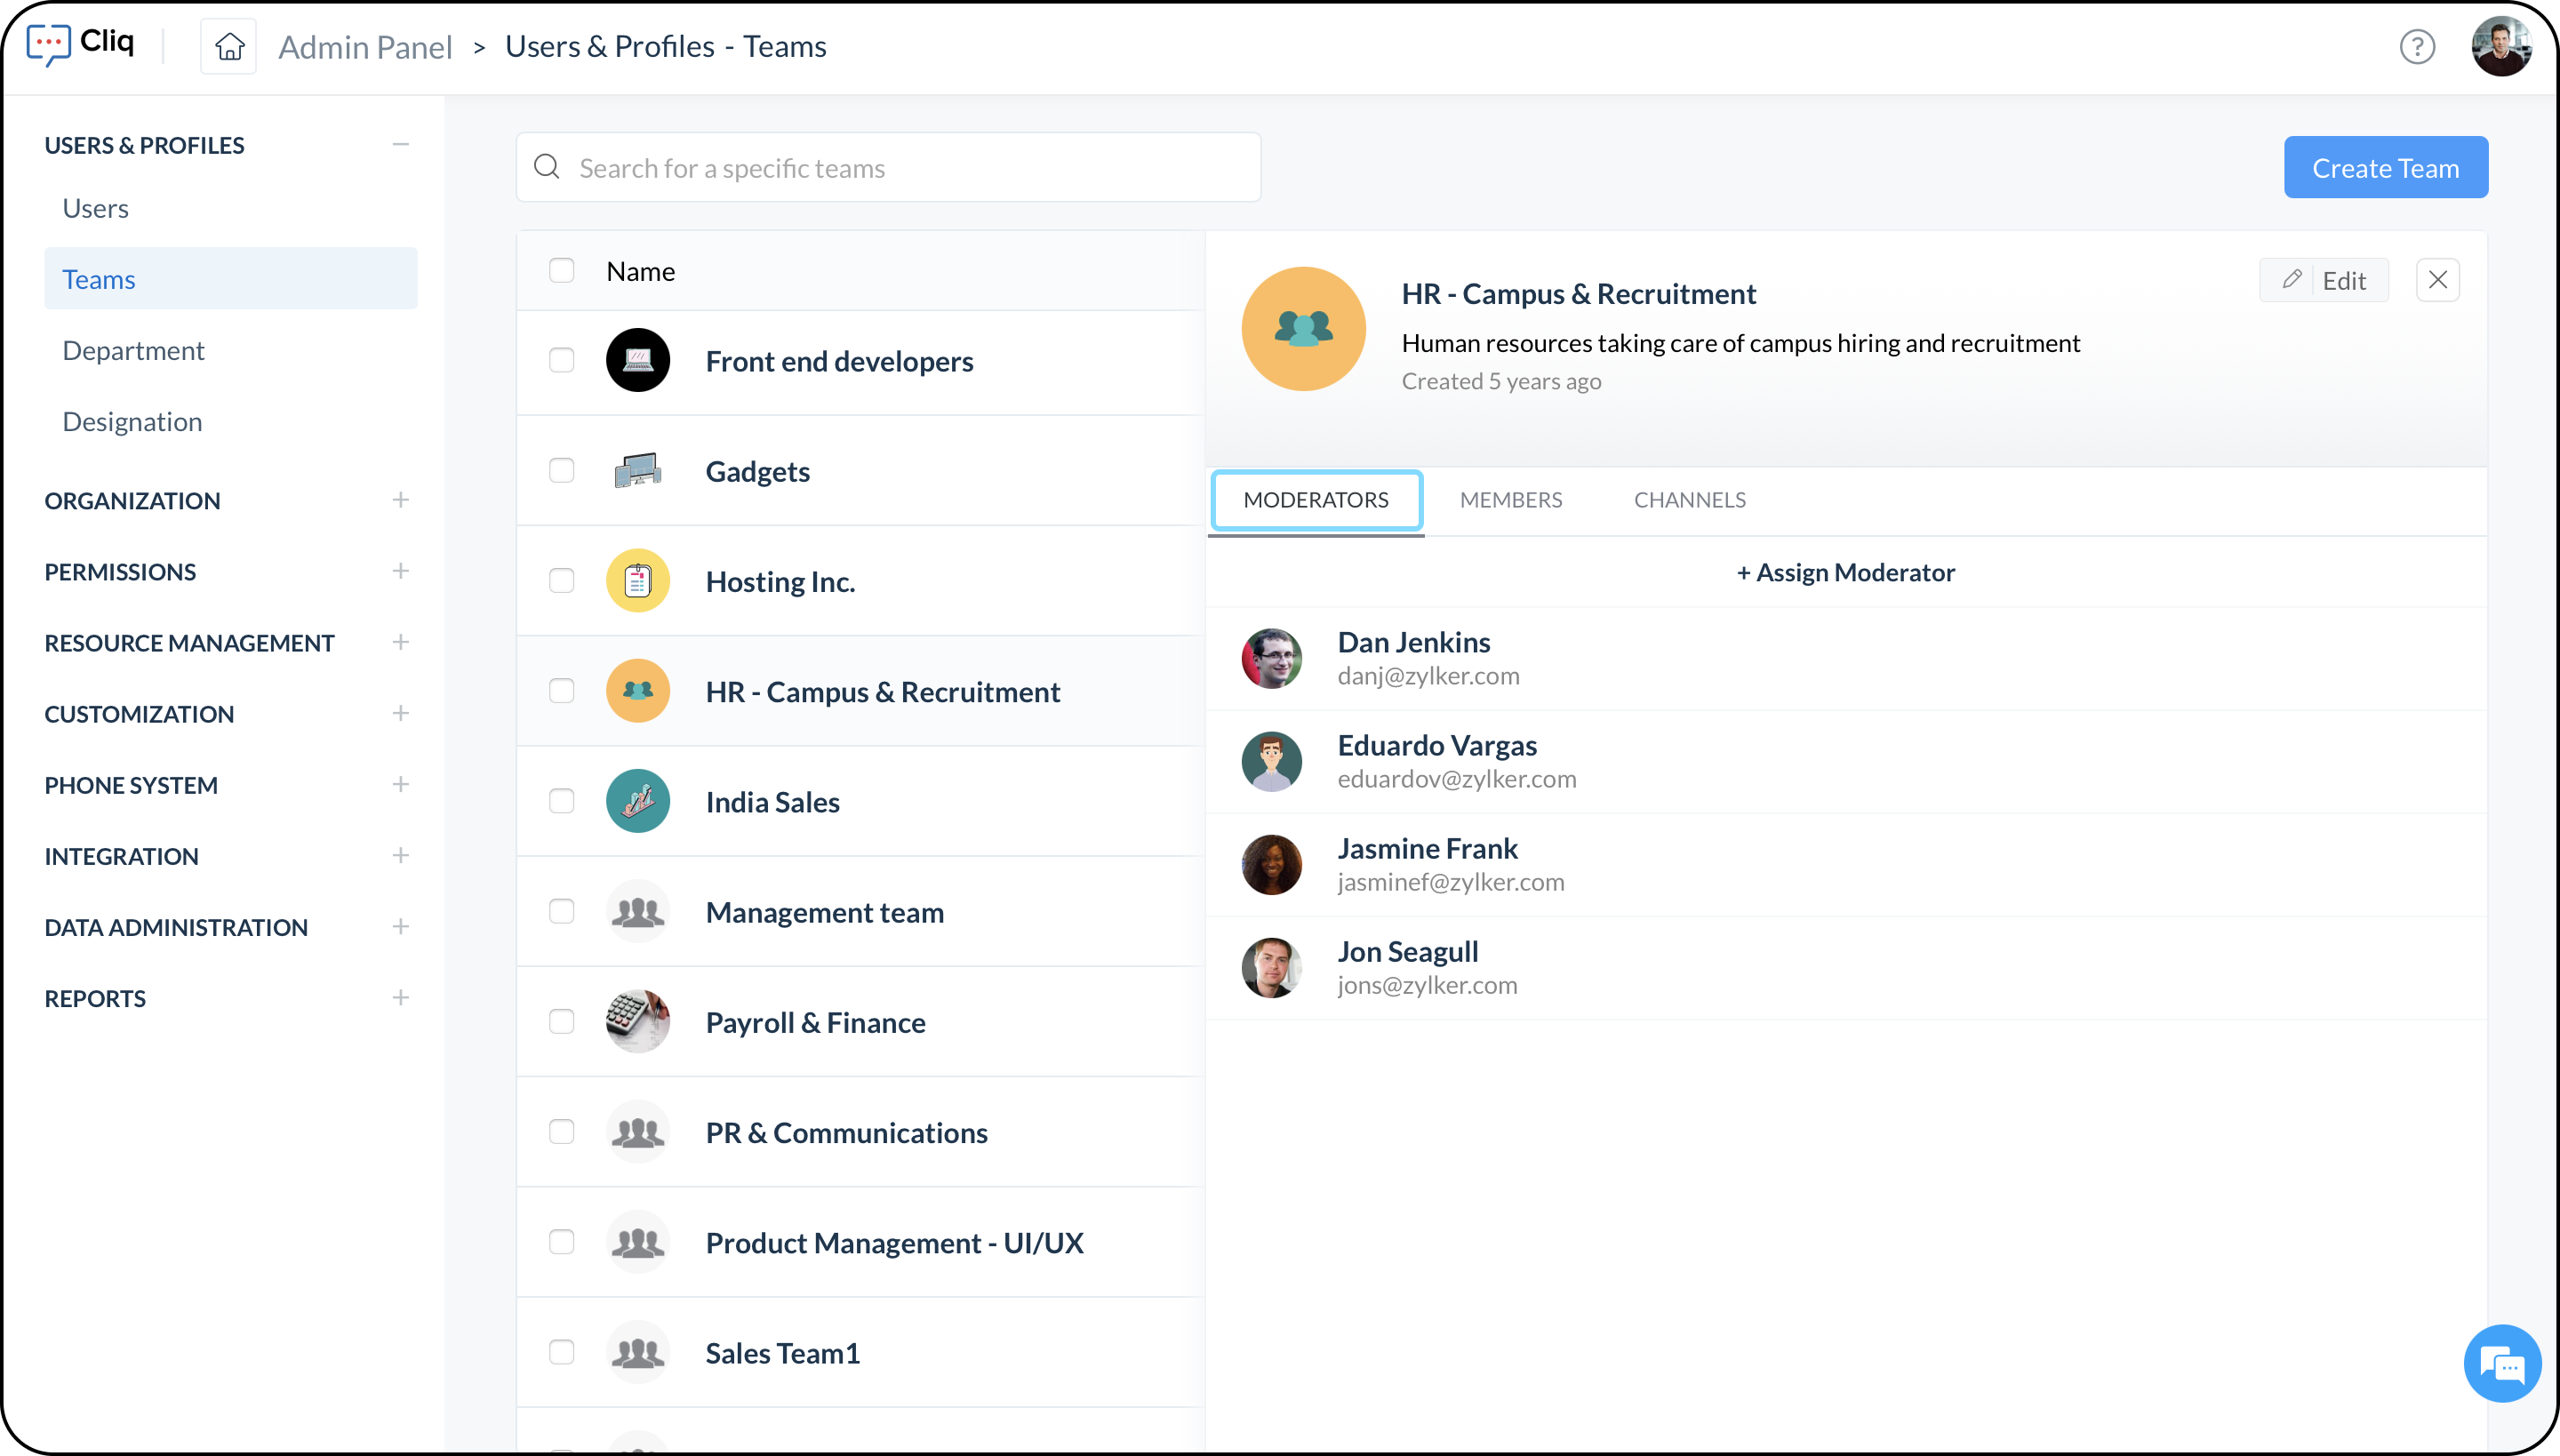 Cliq
Admin Panel > Users & Profiles - Teams
USERS & PROFILES
Users
Teams
Department
Designation
ORGANIZATION
PERMISSIONS
RESOURCE MANAGEMENT
CUSTOMIZATION
PHONE SYSTEM
INTEGRATION
DATA ADMINISTRATION
REPORTS
Search for a specific teams
Create Team
Name
Front end developers
Gadgets
Hosting Inc.
HR - Campus & Recruitment
India Sales
Management team
Payroll & Finance
PR & Communications
Product Management - UI/UX
Sales Team1
HR - Campus & Recruitment
Human resources taking care of campus hiring and recruitment
Created 5 years ago
Edit
MODERATORS MEMBERS CHANNELS
+ Assign Moderator
Dan Jenkins
danj@zylker.com
Eduardo Vargas
eduardov@zylker.com
Jasmine Frank
jasminef@zylker.com
Jon Seagull
jons@zylker.com